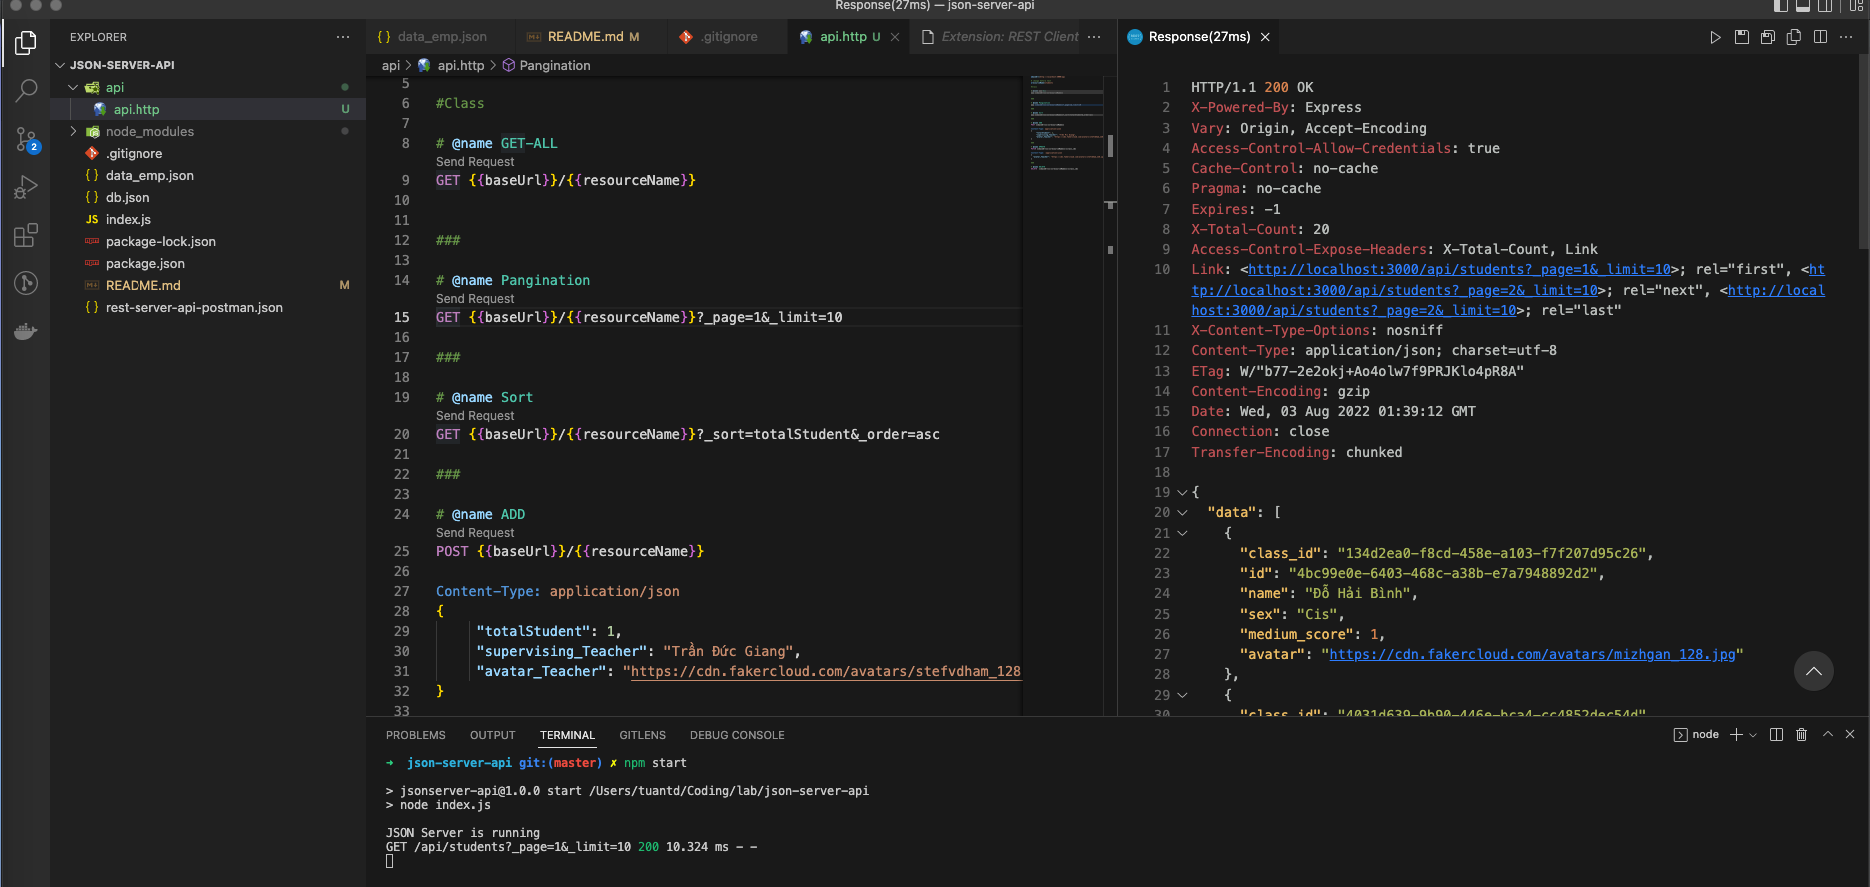 Response(27ms) — json-server-api
EXPLORER
JSON-SERVER-API
api
api.http U
node_modules
.gitignore
data_emp.json
db.json
JS index.js
package-lock.json
package.json
README.md M
rest-server-api-postman.json
2
{ } data_emp.json
README.md M
.gitignore
api.http U
Extension: REST Client
api > api.http > Pangination
5
6 #Class
7
8 # @name GET-ALL
Send Request
9 GET {{baseUrl}}/{{resourceName}}
10
11
12 ###
13
14 # @name Pangination
Send Request
15 GET {{baseUrl}}/{{resourceName}}?_page=1&_limit=10
16
17 ###
18
19 # @name Sort
Send Request
20 GET {{baseUrl}}/{{resourceName}}?_sort=totalStudent&_order=asc
21
22 ###
23
24 # @name ADD
Send Request
25 POST {{baseUrl}}/{{resourceName}}
26
27 Content-Type: application/json
28 {
29 "totalStudent": 1,
30 "supervising_Teacher": "Trần Đức Giang",
31 "avatar_Teacher": "https://cdn.fakercloud.com/avatars/stefvdham_128
32 }
33
Response(27ms)
1 HTTP/1.1 200 OK
2 X-Powered-By: Express
3 Vary: Origin, Accept-Encoding
4 Access-Control-Allow-Credentials: true
5 Cache-Control: no-cache
6 Pragma: no-cache
7 Expires: -1
8 X-Total-Count: 20
9 Access-Control-Expose-Headers: X-Total-Count, Link
10 Link: <http://localhost:3000/api/students?_page=1&_limit=10>; rel="first", <ht
tp://localhost:3000/api/students?_page=2&_limit=10>; rel="next", <http://local
host:3000/api/students?_page=2&_limit=10>; rel="last"
11 X-Content-Type-Options: nosniff
12 Content-Type: application/json; charset=utf-8
13 ETag: W/"b77-2e2okj+Ao4olw7f9PRJKlo4pR8A"
14 Content-Encoding: gzip
15 Date: Wed, 03 Aug 2022 01:39:12 GMT
16 Connection: close
17 Transfer-Encoding: chunked
18
19 {
20 "data": [
21 {
22 "class_id": "134d2ea0-f8cd-458e-a103-f7f207d95c26",
23 "id": "4bc99e0e-6403-468c-a38b-e7a7948892d2",
24 "name": "Đỗ Hải Bình",
25 "sex": "Cis",
26 "medium_score": 1,
27 "avatar": "https://cdn.fakercloud.com/avatars/mizhgan_128.jpg"
28 },
29 {
30 "class_id": "4031d639-9b90-446e-bca4-cc4852dec54d"
PROBLEMS OUTPUT TERMINAL GITLENS DEBUG CONSOLE
node
➜ json-server-api git:(master) ✗ npm start
> jsonserver-api@1.0.0 start /Users/tuantd/Coding/lab/json-server-api
> node index.js
JSON Server is running
GET /api/students?_page=1&_limit=10 200 10.324 ms - -